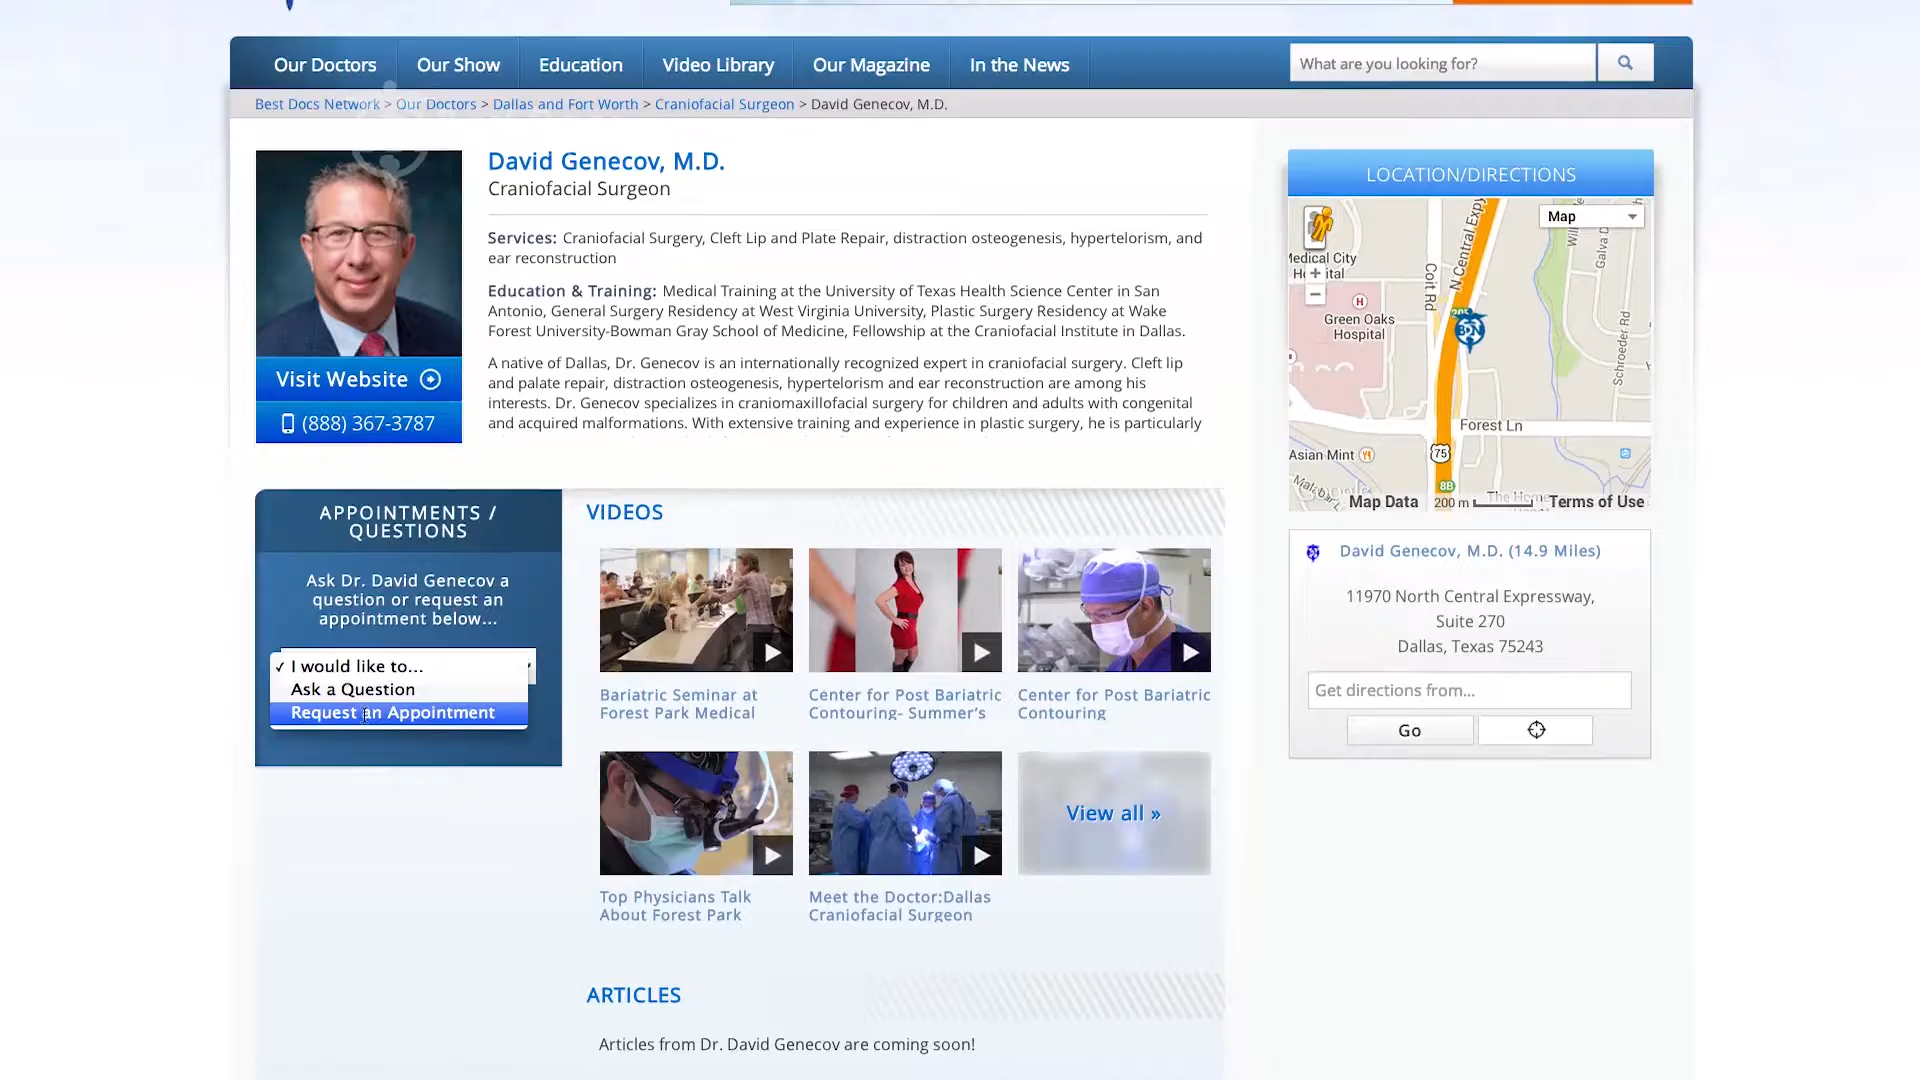 Our Doctors
Our Show
Education
Video Library
Our Magazine
In the News
What are you looking for?
Best Docs Network > Our Doctors > Dallas and Fort Worth > Craniofacial Surgeon > David Genecov, M.D.
David Genecov, M.D.
Craniofacial Surgeon
Services: Craniofacial Surgery, Cleft Lip and Plate Repair, distraction osteogenesis, hypertelorism, and
ear reconstruction
Education & Training: Medical Training at the University of Texas Health Science Center in San
Antonio, General Surgery Residency at West Virginia University, Plastic Surgery Residency at Wake
Forest University-Bowman Gray School of Medicine, Fellowship at the Craniofacial Institute in Dallas.
A native of Dallas, Dr. Genecov is an internationally recognized expert in craniofacial surgery. Cleft lip
and palate repair, distraction osteogenesis, hypertelorism and ear reconstruction are among his
interests. Dr. Genecov specializes in craniomaxillofacial surgery for children and adults with congenital
and acquired malformations. With extensive training and experience in plastic surgery, he is particularly
Visit Website
(888) 367-3787
APPOINTMENTS /
QUESTIONS
Ask Dr. David Genecov a
question or request an
appointment below...
✓ I would like to...
Ask a Question
Request an Appointment
VIDEOS
Bariatric Seminar at
Forest Park Medical
Center for Post Bariatric
Contouring- Summer's
Center for Post Bariatric
Contouring
Top Physicians Talk
About Forest Park
Meet the Doctor:Dallas
Craniofacial Surgeon
View all »
ARTICLES
Articles from Dr. David Genecov are coming soon!
LOCATION/DIRECTIONS
Map
Medical City
Hospital
Green Oaks
Hospital
H
Coit Rd
N Central Expy
Galva D
Schroeder Rd
BDN
Forest Ln
Asian Mint
75
8B
Map Data
200 m
Terms of Use
David Genecov, M.D. (14.9 Miles)
11970 North Central Expressway,
Suite 270
Dallas, Texas 75243
Get directions from...
Go